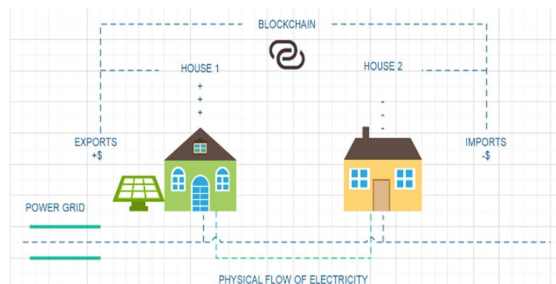 BLOCKCHAIN
HOUSE 1
HOUSE 2
+
+
+
-
-
-
EXPORTS
+$
IMPORTS
-$
POWER GRID
PHYSICAL FLOW OF ELECTRICITY